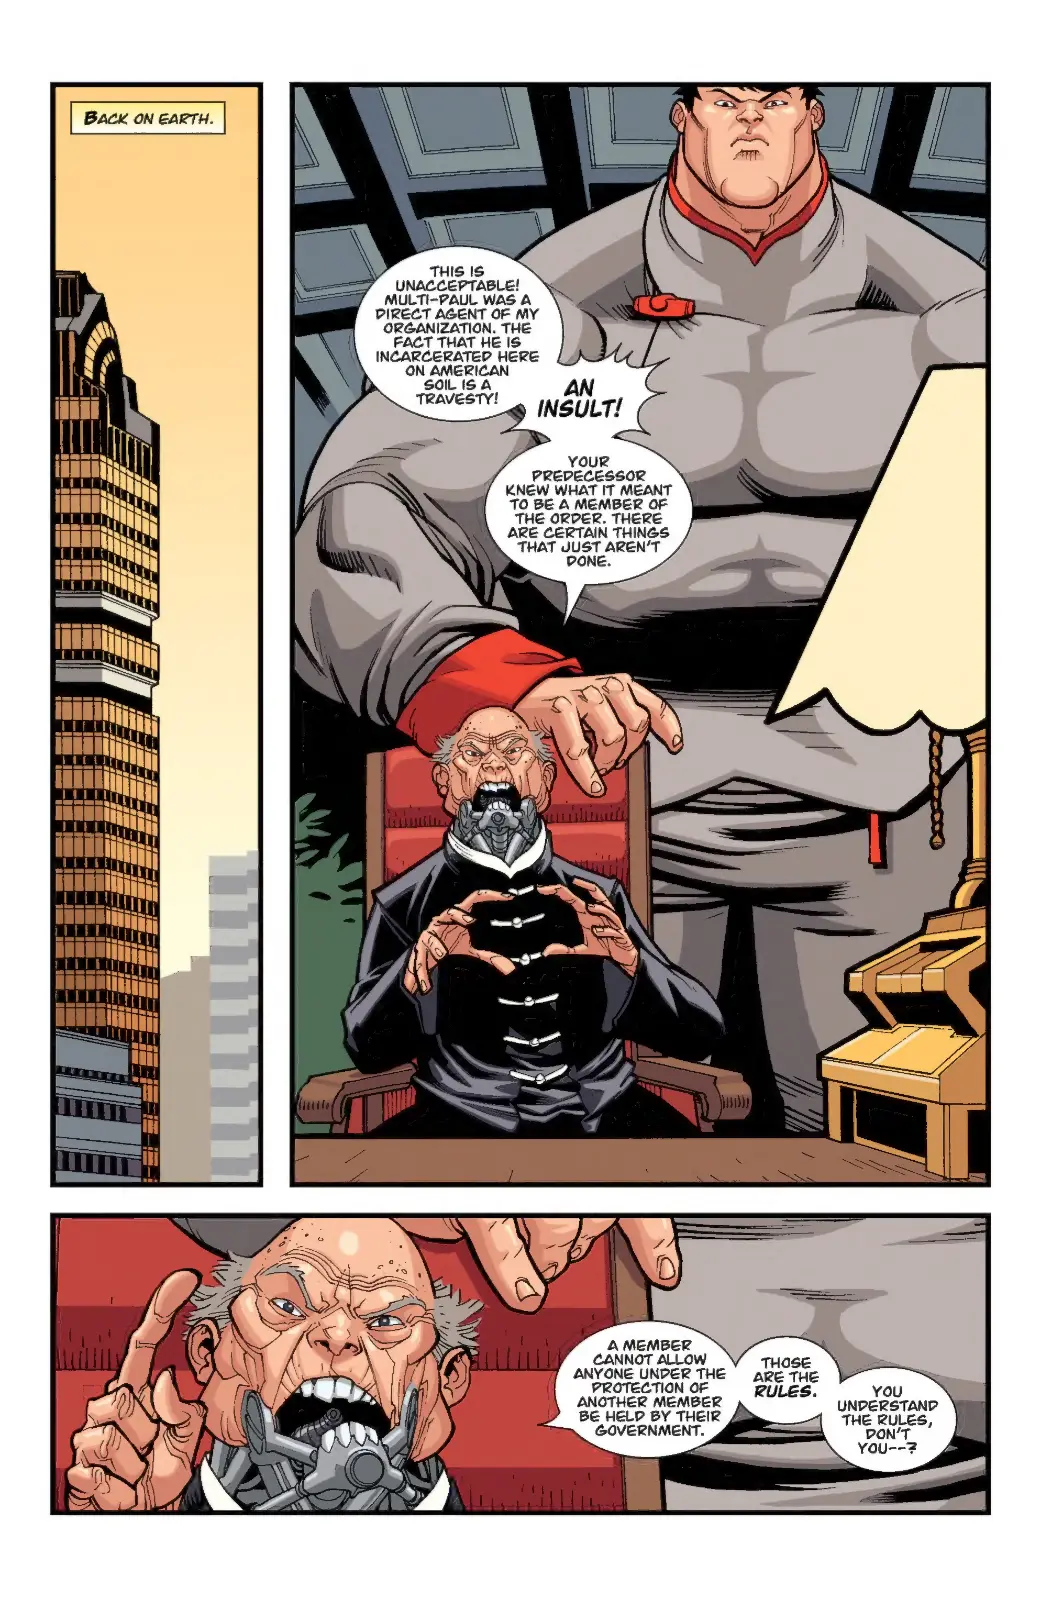 BACK ON EARTH.
THIS IS
UNACCEPTABLE!
MULTI-PAUL WAS A
DIRECT AGENT OF MY
ORGANIZATION. THE
FACT THAT HE IS
INCARCERATED HERE
ON AMERICAN
SOIL IS A
TRAVESTY!
AN
INSULT!
YOUR
PREDECESSOR
KNEW WHAT IT MEANT
TO BE A MEMBER OF
THE ORDER. THERE
ARE CERTAIN THINGS
THAT JUST AREN'T
DONE.
A MEMBER
CANNOT ALLOW
ANYONE UNDER THE
PROTECTION OF
ANOTHER MEMBER
BE HELD BY THEIR
GOVERNMENT.
THOSE
ARE THE
RULES.
YOU
UNDERSTAND
THE RULES,
DON'T
YOU--?